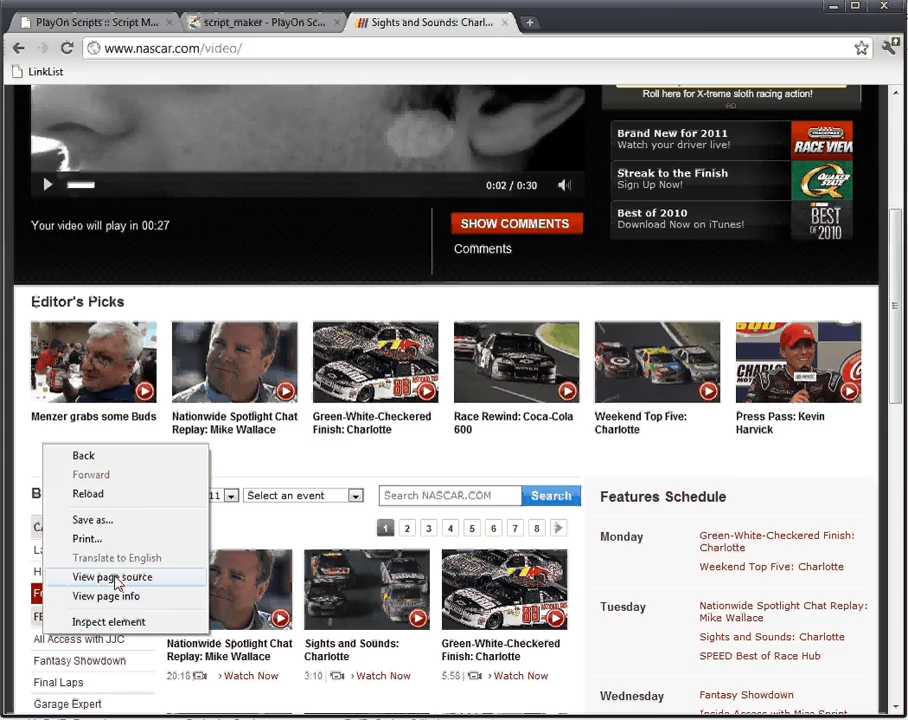 PlayOn Scripts :: Script M...
script_maker - PlayOn Sc...
Sights and Sounds: Charl...
www.nascar.com/video/
LinkList
Roll here for X-treme sloth racing action!
AD
Brand New for 2011
Watch your driver live!
RACE VIEW
Streak to the Finish
Sign Up Now!
QUAKER STATE
Best of 2010
Download Now on iTunes!
BEST OF 2010
0:02 / 0:30
Your video will play in 00:27
SHOW COMMENTS
Comments
Editor's Picks
Menzer grabs some Buds
Nationwide Spotlight Chat
Replay: Mike Wallace
Green-White-Checkered
Finish: Charlotte
Race Rewind: Coca-Cola
600
Weekend Top Five:
Charlotte
Press Pass: Kevin
Harvick
Back
Forward
Reload
Save as...
Print...
Translate to English
View page source
View page info
Inspect element
11
Select an event
Search NASCAR.COM
Search
1 2 3 4 5 6 7 8
Features Schedule
Monday
Green-White-Checkered Finish:
Charlotte
Weekend Top Five: Charlotte
Tuesday
Nationwide Spotlight Chat Replay:
Mike Wallace
Sights and Sounds: Charlotte
SPEED Best of Race Hub
Wednesday
Fantasy Showdown
Inside Access with Miss Sprint
All Access with JJC
Fantasy Showdown
Final Laps
Garage Expert
Nationwide Spotlight Chat
Replay: Mike Wallace
20:18 › Watch Now
Sights and Sounds:
Charlotte
3:10 › Watch Now
Green-White-Checkered
Finish: Charlotte
5:58 › Watch Now